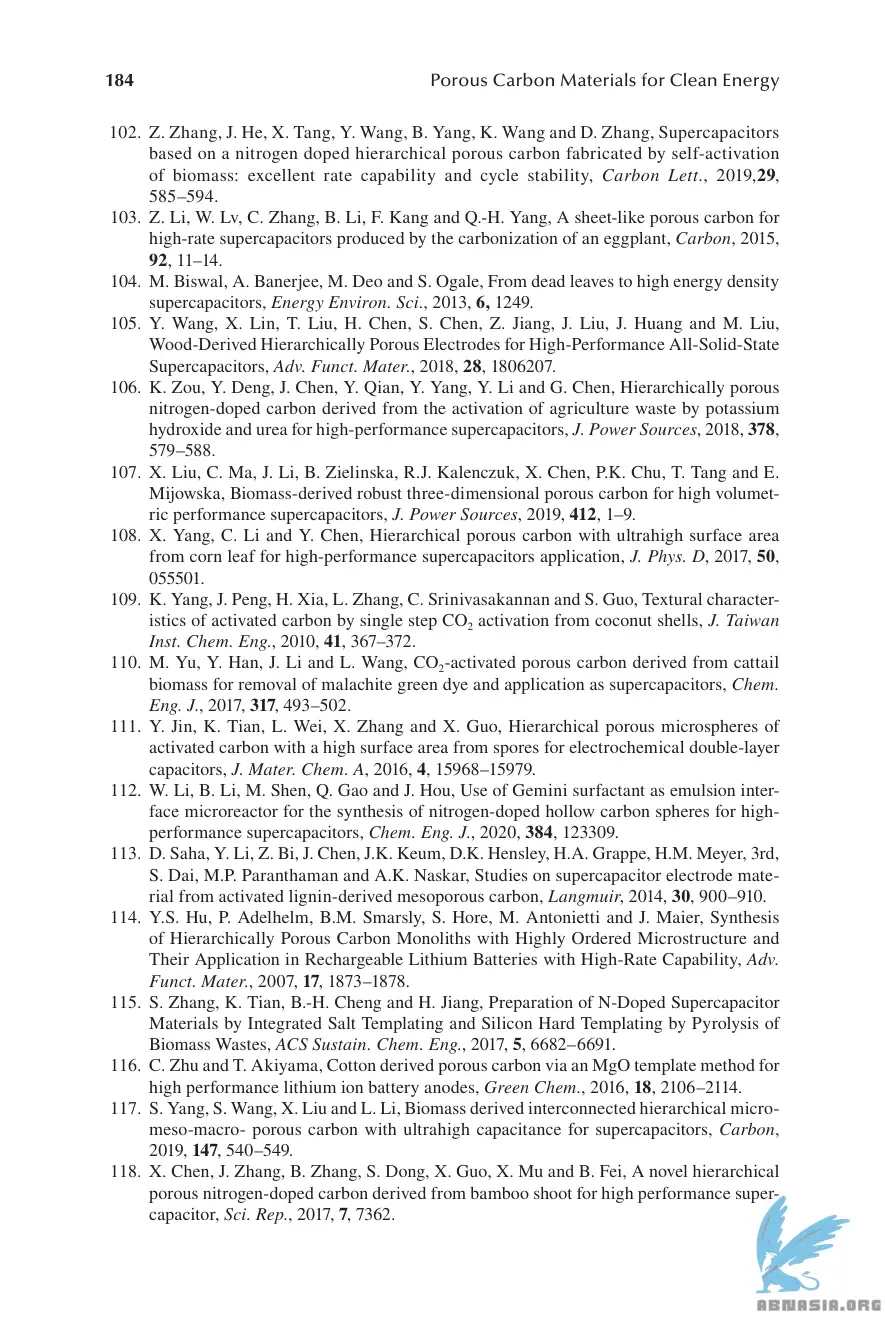 184 Porous Carbon Materials for Clean Energy
102. Z. Zhang, J. He, X. Tang, Y. Wang, B. Yang, K. Wang and D. Zhang, Supercapacitors
based on a nitrogen doped hierarchical porous carbon fabricated by self-activation
of biomass: excellent rate capability and cycle stability, Carbon Lett., 2019,29,
585–594.
103. Z. Li, W. Lv, C. Zhang, B. Li, F. Kang and Q.-H. Yang, A sheet-like porous carbon for
high-rate supercapacitors produced by the carbonization of an eggplant, Carbon, 2015,
92, 11–14.
104. M. Biswal, A. Banerjee, M. Deo and S. Ogale, From dead leaves to high energy density
supercapacitors, Energy Environ. Sci., 2013, 6, 1249.
105. Y. Wang, X. Lin, T. Liu, H. Chen, S. Chen, Z. Jiang, J. Liu, J. Huang and M. Liu,
Wood-Derived Hierarchically Porous Electrodes for High-Performance All-Solid-State
Supercapacitors, Adv. Funct. Mater., 2018, 28, 1806207.
106. K. Zou, Y. Deng, J. Chen, Y. Qian, Y. Yang, Y. Li and G. Chen, Hierarchically porous
nitrogen-doped carbon derived from the activation of agriculture waste by potassium
hydroxide and urea for high-performance supercapacitors, J. Power Sources, 2018, 378,
579–588.
107. X. Liu, C. Ma, J. Li, B. Zielinska, R.J. Kalenczuk, X. Chen, P.K. Chu, T. Tang and E.
Mijowska, Biomass-derived robust three-dimensional porous carbon for high volumet-
ric performance supercapacitors, J. Power Sources, 2019, 412, 1–9.
108. X. Yang, C. Li and Y. Chen, Hierarchical porous carbon with ultrahigh surface area
from corn leaf for high-performance supercapacitors application, J. Phys. D, 2017, 50,
055501.
109. K. Yang, J. Peng, H. Xia, L. Zhang, C. Srinivasakannan and S. Guo, Textural character-
istics of activated carbon by single step CO₂ activation from coconut shells, J. Taiwan
Inst. Chem. Eng., 2010, 41, 367–372.
110. M. Yu, Y. Han, J. Li and L. Wang, CO₂-activated porous carbon derived from cattail
biomass for removal of malachite green dye and application as supercapacitors, Chem.
Eng. J., 2017, 317, 493–502.
111. Y. Jin, K. Tian, L. Wei, X. Zhang and X. Guo, Hierarchical porous microspheres of
activated carbon with a high surface area from spores for electrochemical double-layer
capacitors, J. Mater. Chem. A, 2016, 4, 15968–15979.
112. W. Li, B. Li, M. Shen, Q. Gao and J. Hou, Use of Gemini surfactant as emulsion inter-
face microreactor for the synthesis of nitrogen-doped hollow carbon spheres for high-
performance supercapacitors, Chem. Eng. J., 2020, 384, 123309.
113. D. Saha, Y. Li, Z. Bi, J. Chen, J.K. Keum, D.K. Hensley, H.A. Grappe, H.M. Meyer, 3rd,
S. Dai, M.P. Paranthaman and A.K. Naskar, Studies on supercapacitor electrode mate-
rial from activated lignin-derived mesoporous carbon, Langmuir, 2014, 30, 900–910.
114. Y.S. Hu, P. Adelhelm, B.M. Smarsly, S. Hore, M. Antonietti and J. Maier, Synthesis
of Hierarchically Porous Carbon Monoliths with Highly Ordered Microstructure and
Their Application in Rechargeable Lithium Batteries with High-Rate Capability, Adv.
Funct. Mater., 2007, 17, 1873–1878.
115. S. Zhang, K. Tian, B.-H. Cheng and H. Jiang, Preparation of N-Doped Supercapacitor
Materials by Integrated Salt Templating and Silicon Hard Templating by Pyrolysis of
Biomass Wastes, ACS Sustain. Chem. Eng., 2017, 5, 6682–6691.
116. C. Zhu and T. Akiyama, Cotton derived porous carbon via an MgO template method for
high performance lithium ion battery anodes, Green Chem., 2016, 18, 2106–2114.
117. S. Yang, S. Wang, X. Liu and L. Li, Biomass derived interconnected hierarchical micro-
meso-macro- porous carbon with ultrahigh capacitance for supercapacitors, Carbon,
2019, 147, 540–549.
118. X. Chen, J. Zhang, B. Zhang, S. Dong, X. Guo, X. Mu and B. Fei, A novel hierarchical
porous nitrogen-doped carbon derived from bamboo shoot for high performance super-
capacitor, Sci. Rep., 2017, 7, 7362.
ABNASIA.ORG